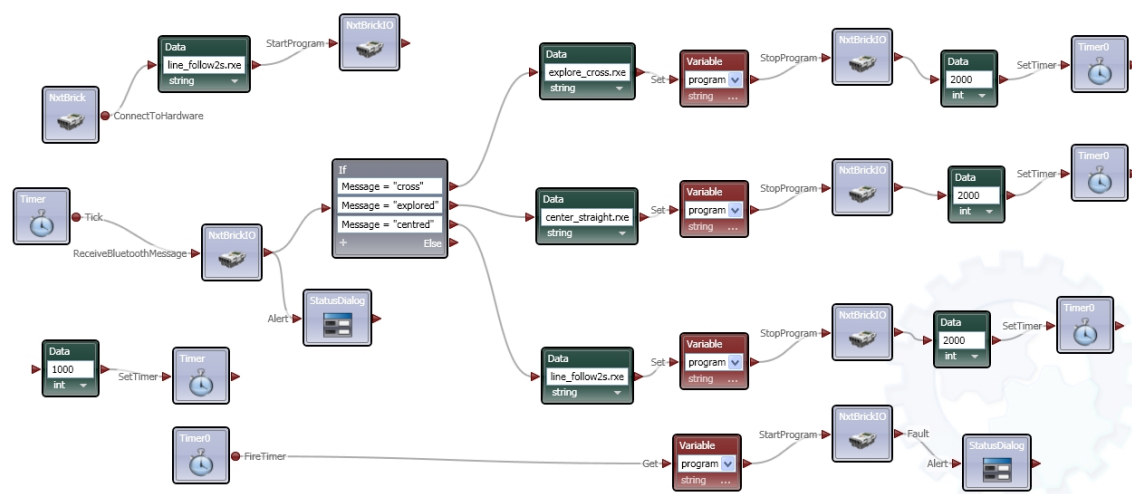 NxtBrick
ConnectToHardware
Data
line_follow2s.rxe
string
StartProgram
NxtBrickIO
Timer
Tick
ReceiveBluetoothMessage
NxtBrickIO
Alert
StatusDialog
If
Message = "cross"
Message = "explored"
Message = "centred"
Else
Data
explore_cross.rxe
string
Set
Variable
program
string ...
StopProgram
NxtBrickIO
Data
2000
int
SetTimer
Timer0
Data
center_straight.rxe
string
Set
Variable
program
string ...
StopProgram
NxtBrickIO
Data
2000
int
SetTimer
Timer0
Data
line_follow2s.rxe
string
Set
Variable
program
string ...
StopProgram
NxtBrickIO
Data
2000
int
SetTimer
Timer0
Data
1000
int
SetTimer
Timer
Timer0
FireTimer
Get
Variable
program
string ...
StartProgram
NxtBrickIO
Fault
Alert
StatusDialog